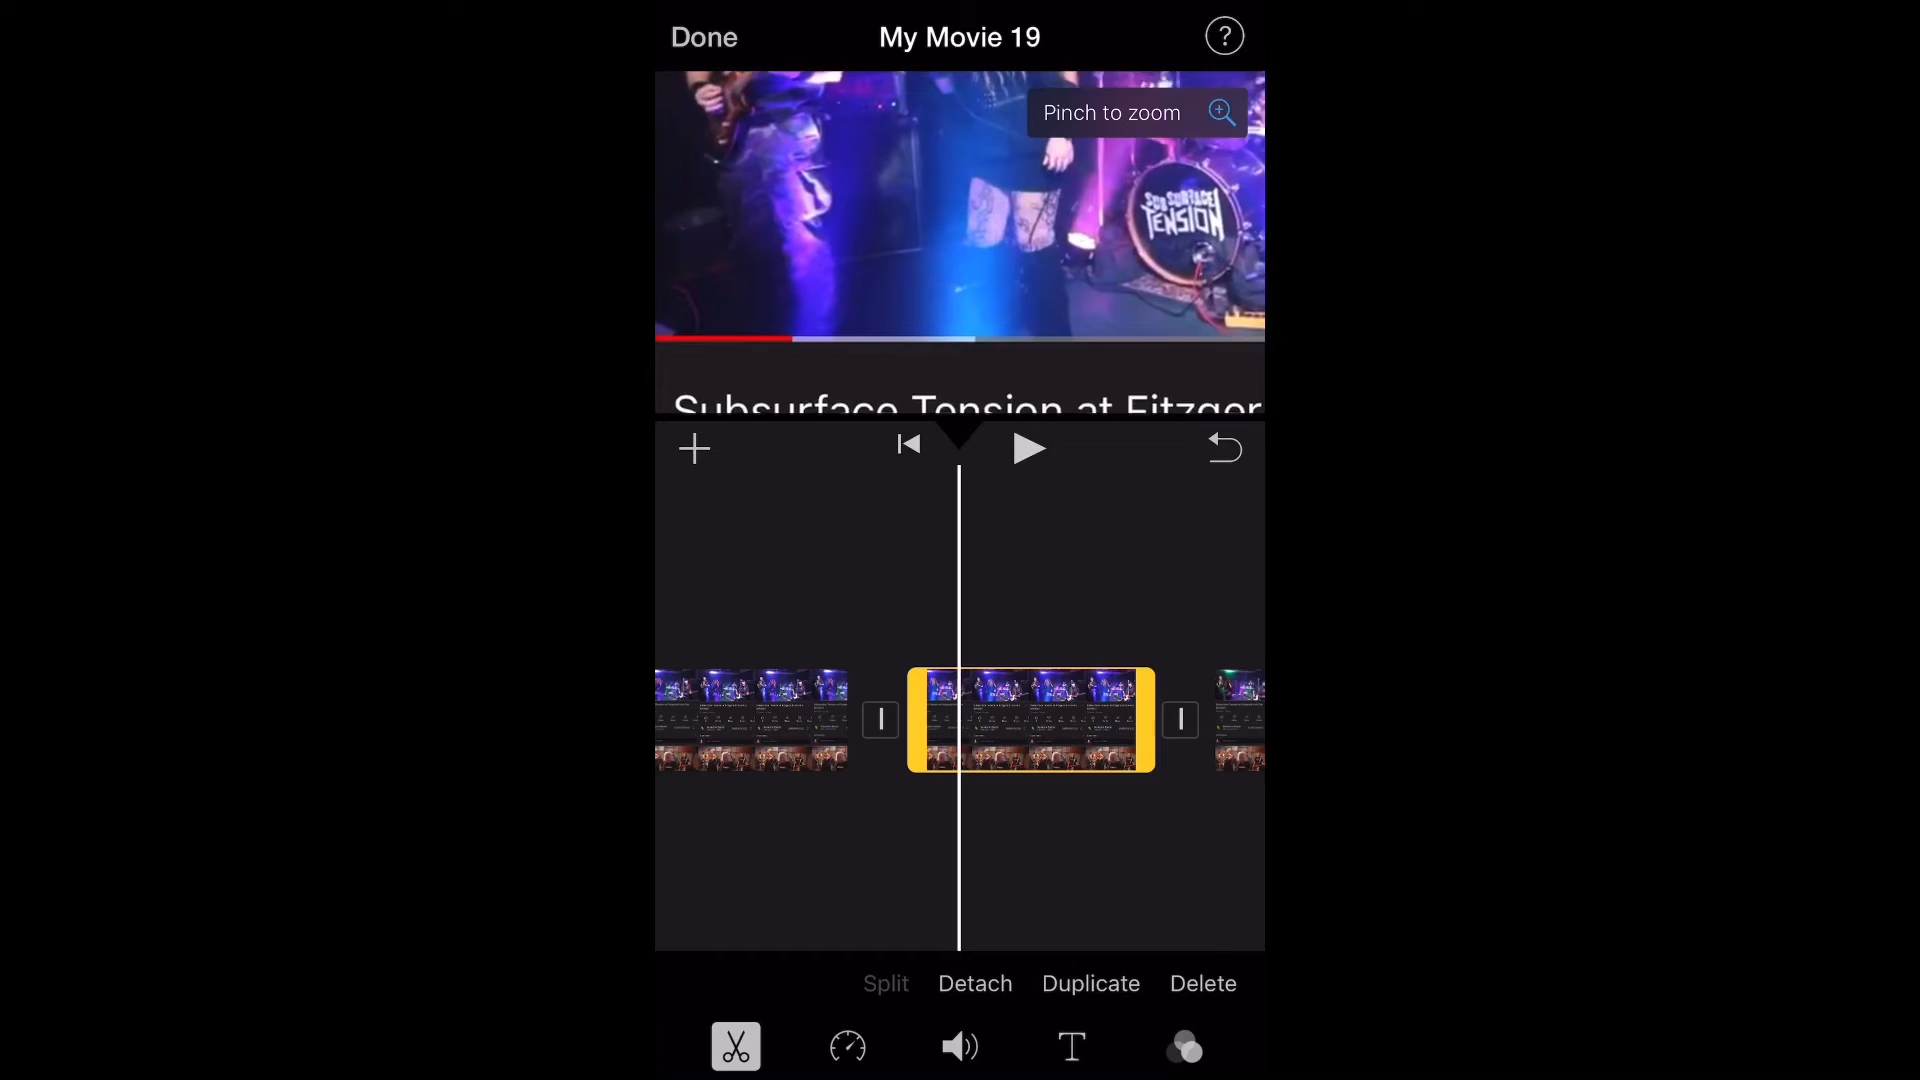 Done
My Movie 19
?
Pinch to zoom
SUBSURFACE
TENSION
Subsurface Tension at Fitzger
Split
Detach
Duplicate
Delete
T